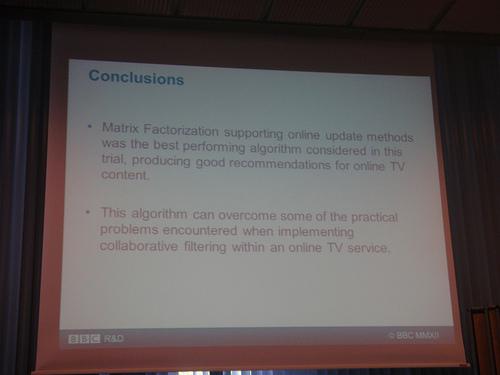 Conclusions
• Matrix Factorization supporting online update methods
was the best performing algorithm considered in this
trial, producing good recommendations for online TV
content.
• This algorithm can overcome some of the practical
problems encountered when implementing
collaborative filtering within an online TV service.
BBC R&D © BBC MMXII